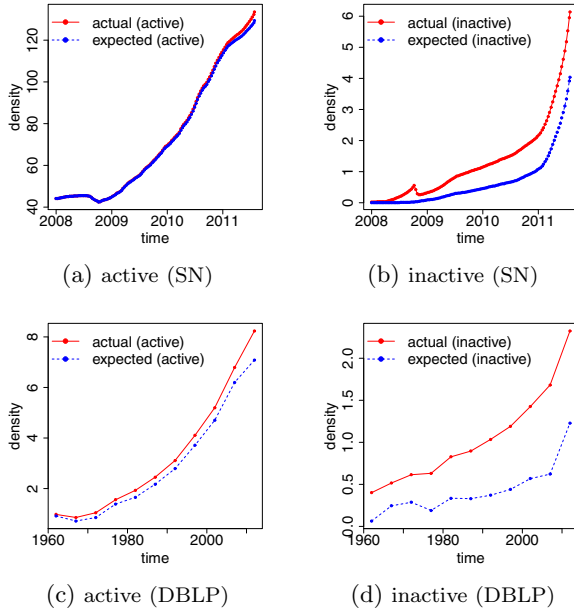 actual (active)
expected (active)
density
40 60 80 100 120
2008 2009 2010 2011
time
(a) active (SN)
actual (inactive)
expected (inactive)
density
0 1 2 3 4 5 6
2008 2009 2010 2011
time
(b) inactive (SN)
actual (active)
expected (active)
density
2 4 6 8
1960 1980 2000
time
(c) active (DBLP)
actual (inactive)
expected (inactive)
density
0.0 0.5 1.0 1.5 2.0
1960 1980 2000
time
(d) inactive (DBLP)